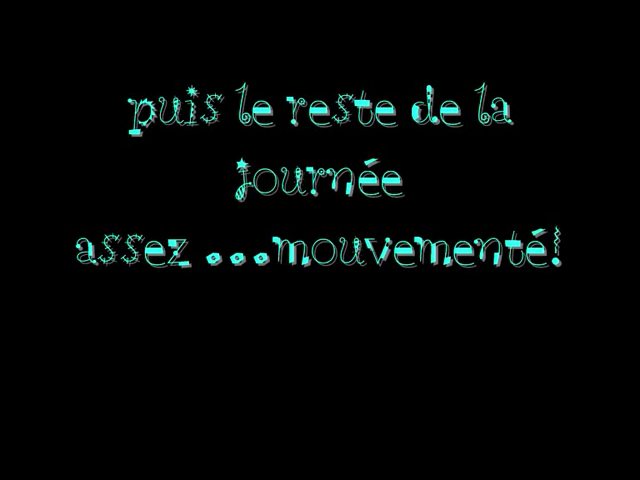 puis le reste de la
journée
assez ...mouvementé!